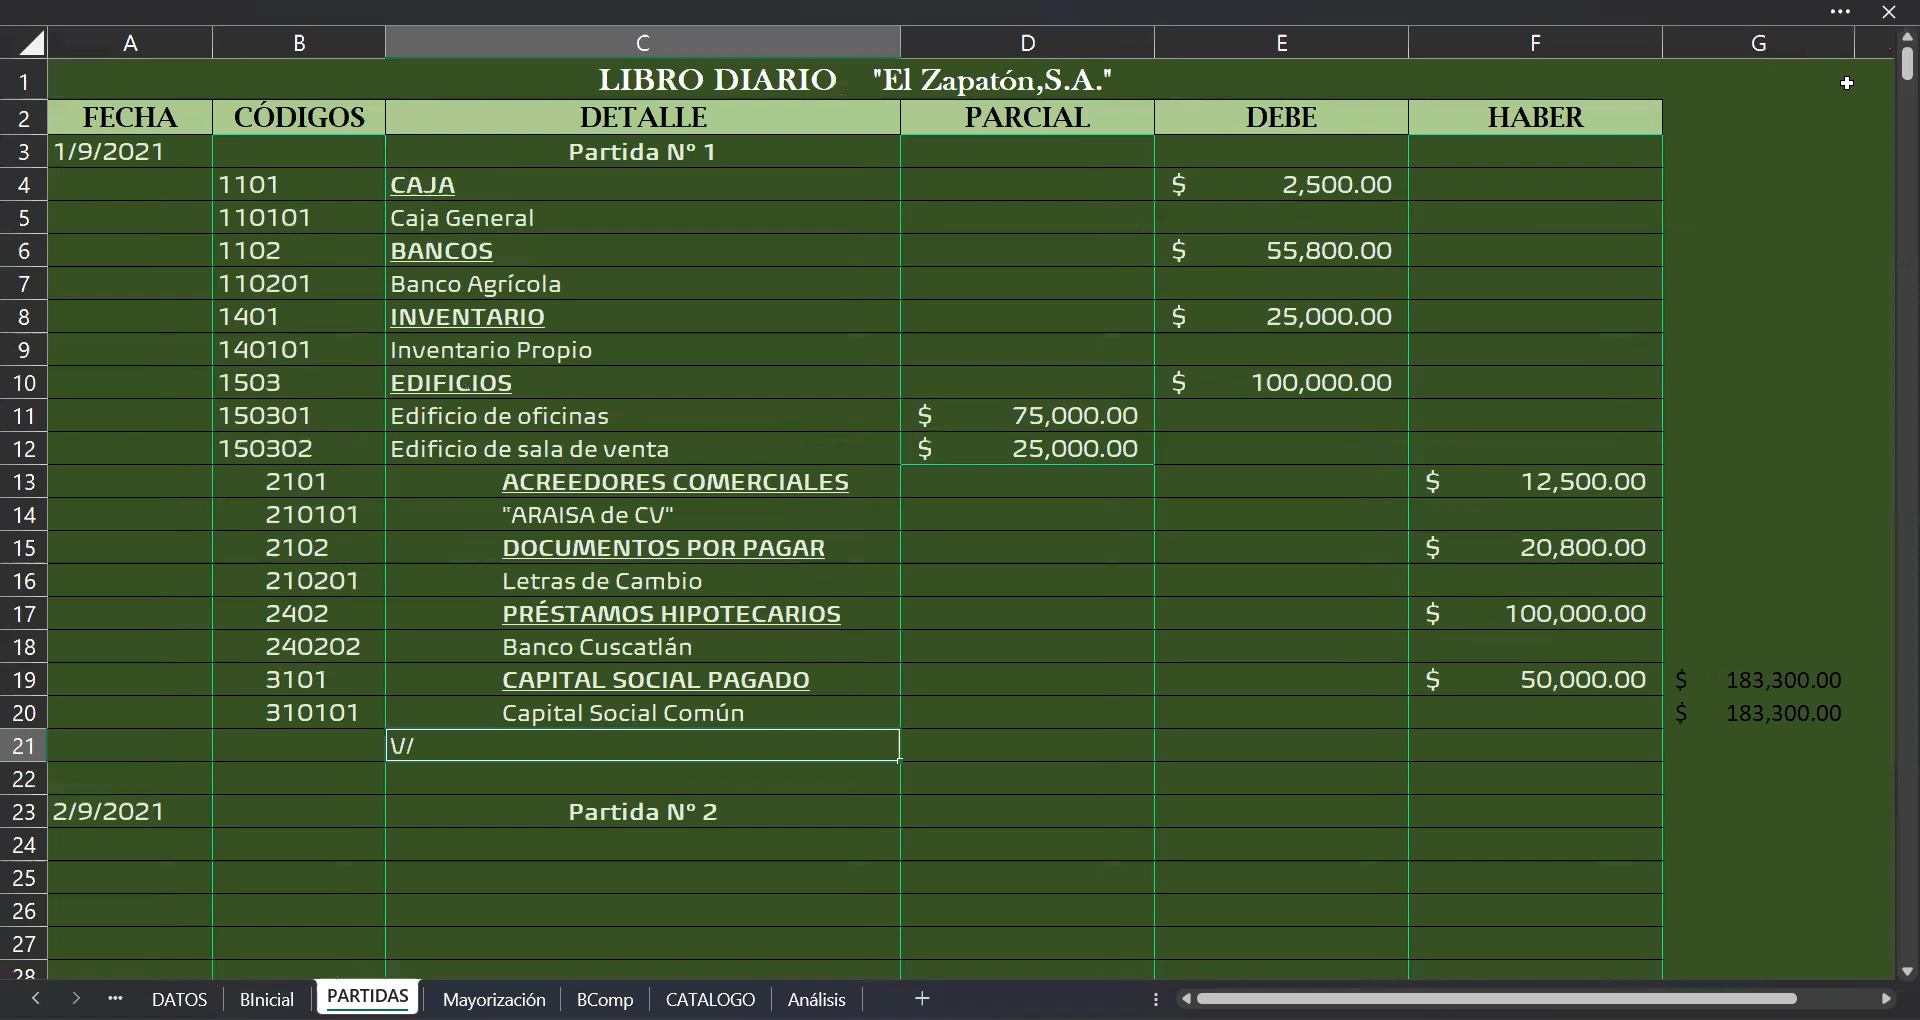 A B C D E F G
1 LIBRO DIARIO "El Zapatón,S.A."
2 FECHA CÓDIGOS DETALLE PARCIAL DEBE HABER
3 1/9/2021 Partida N° 1
4 1101 CAJA $ 2,500.00
5 110101 Caja General
6 1102 BANCOS $ 55,800.00
7 110201 Banco Agrícola
8 1401 INVENTARIO $ 25,000.00
9 140101 Inventario Propio
10 1503 EDIFICIOS $ 100,000.00
11 150301 Edificio de oficinas $ 75,000.00
12 150302 Edificio de sala de venta $ 25,000.00
13 2101 ACREEDORES COMERCIALES $ 12,500.00
14 210101 "ARAISA de CV"
15 2102 DOCUMENTOS POR PAGAR $ 20,800.00
16 210201 Letras de Cambio
17 2402 PRÉSTAMOS HIPOTECARIOS $ 100,000.00
18 240202 Banco Cuscatlán
19 3101 CAPITAL SOCIAL PAGADO $ 50,000.00 $ 183,300.00
20 310101 Capital Social Común $ 183,300.00
21 V/
22
23 2/9/2021 Partida N° 2
24
25
26
27
28
DATOS BInicial PARTIDAS Mayorización BComp CATALOGO Análisis